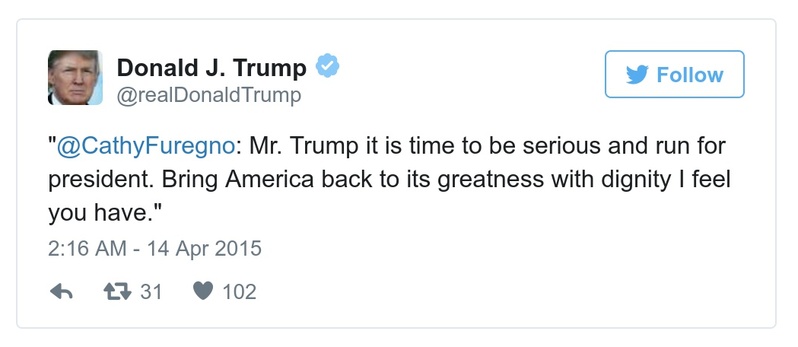 Donald J. Trump
@realDonaldTrump
Follow
"@CathyFuregno: Mr. Trump it is time to be serious and run for
president. Bring America back to its greatness with dignity I feel
you have."
2:16 AM - 14 Apr 2015
31 102